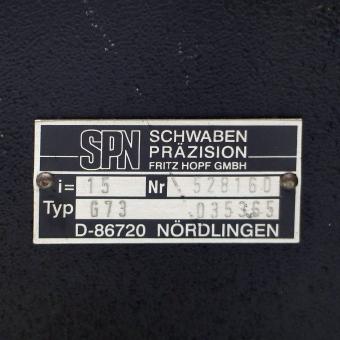 SPN SCHWABEN
PRÄZISION
FRITZ HOPF GMBH
i= 15 Nr 528160
Typ G73 035365
D-86720 NÖRDLINGEN